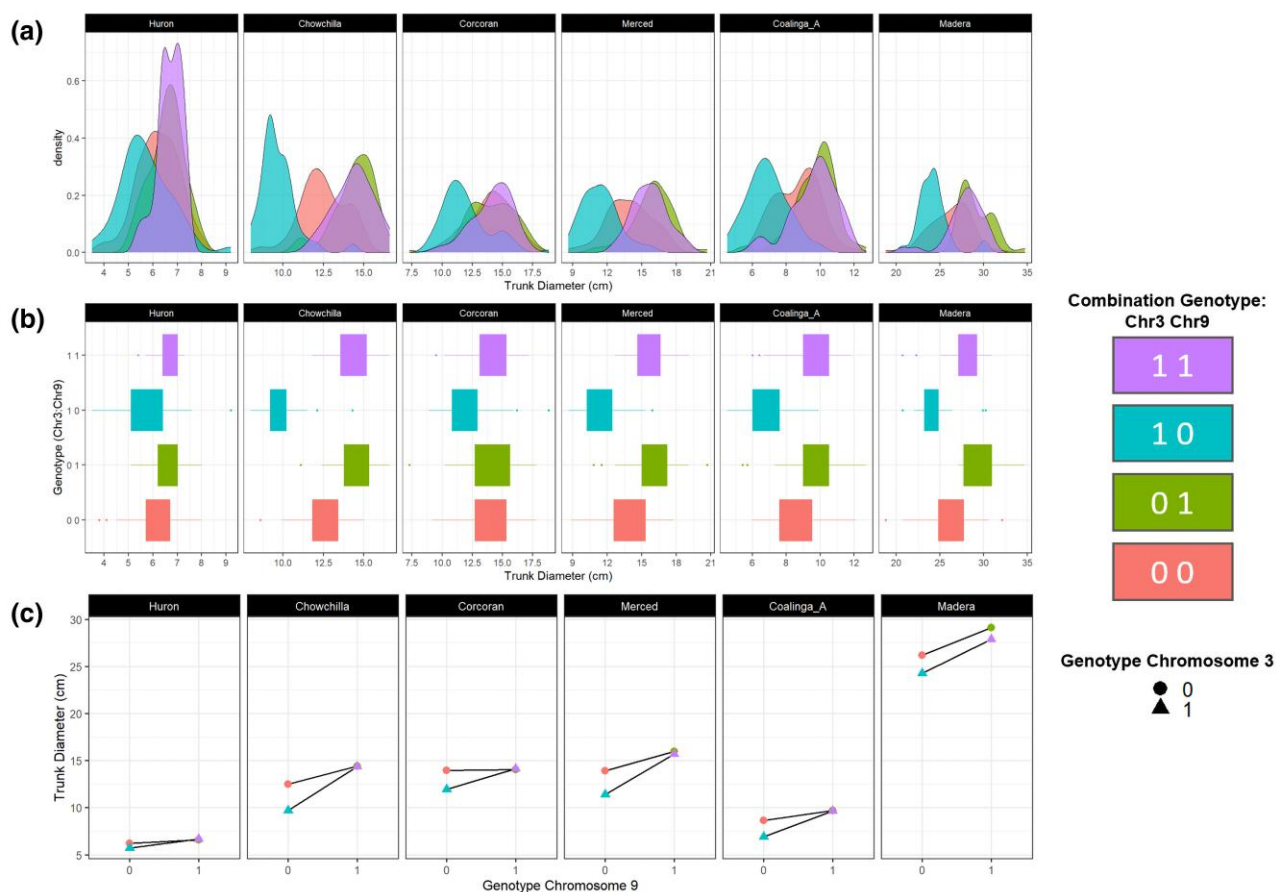 (a)
Huron Chowchilla Corcoran Merced Coalinga_A Madera
density
0.6
0.4
0.2
0.0
4 5 6 7 8 9 10.0 12.5 15.0 7.5 10.0 12.5 15.0 17.5 9 12 15 18 21 6 8 10 12 20 25 30 35
Trunk Diameter (cm)
(b)
Huron Chowchilla Corcoran Merced Coalinga_A Madera
Genotype (Chr3:Chr9)
1 1
1 0
0 1
0 0
4 5 6 7 8 9 10.0 12.5 15.0 7.5 10.0 12.5 15.0 17.5 9 12 15 18 21 6 8 10 12 20 25 30 35
Trunk Diameter (cm)
(c)
Huron Chowchilla Corcoran Merced Coalinga_A Madera
Trunk Diameter (cm)
30
25
20
15
10
5
0 1 0 1 0 1 0 1 0 1 0 1
Genotype Chromosome 9
Combination Genotype:
Chr3 Chr9
1 1
1 0
0 1
0 0
Genotype Chromosome 3
0
1